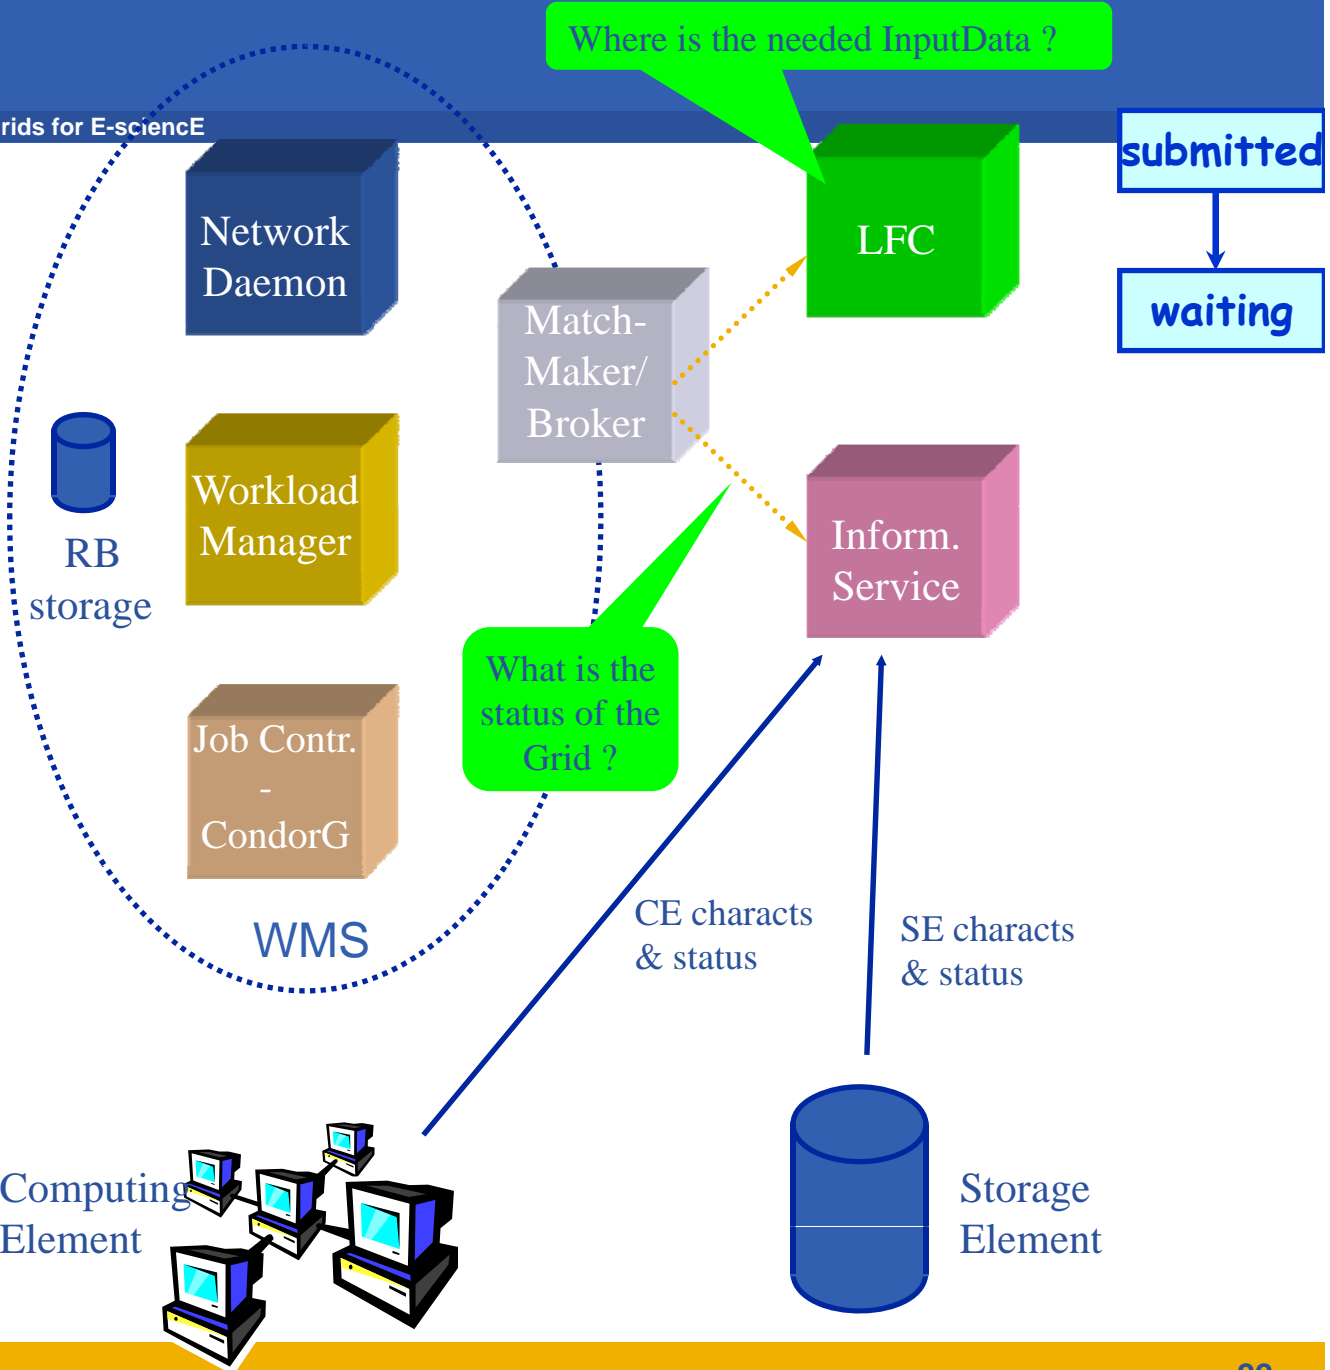 Where is the needed InputData ?
rids for E-sciencE
submitted
Network
Daemon
LFC
waiting
Match-
Maker/
Broker
Workload
Manager
RB
storage
Inform.
Service
What is the
status of the
Grid ?
Job Contr.
-
CondorG
WMS
CE characts
& status
SE characts
& status
Computing
Element
Storage
Element